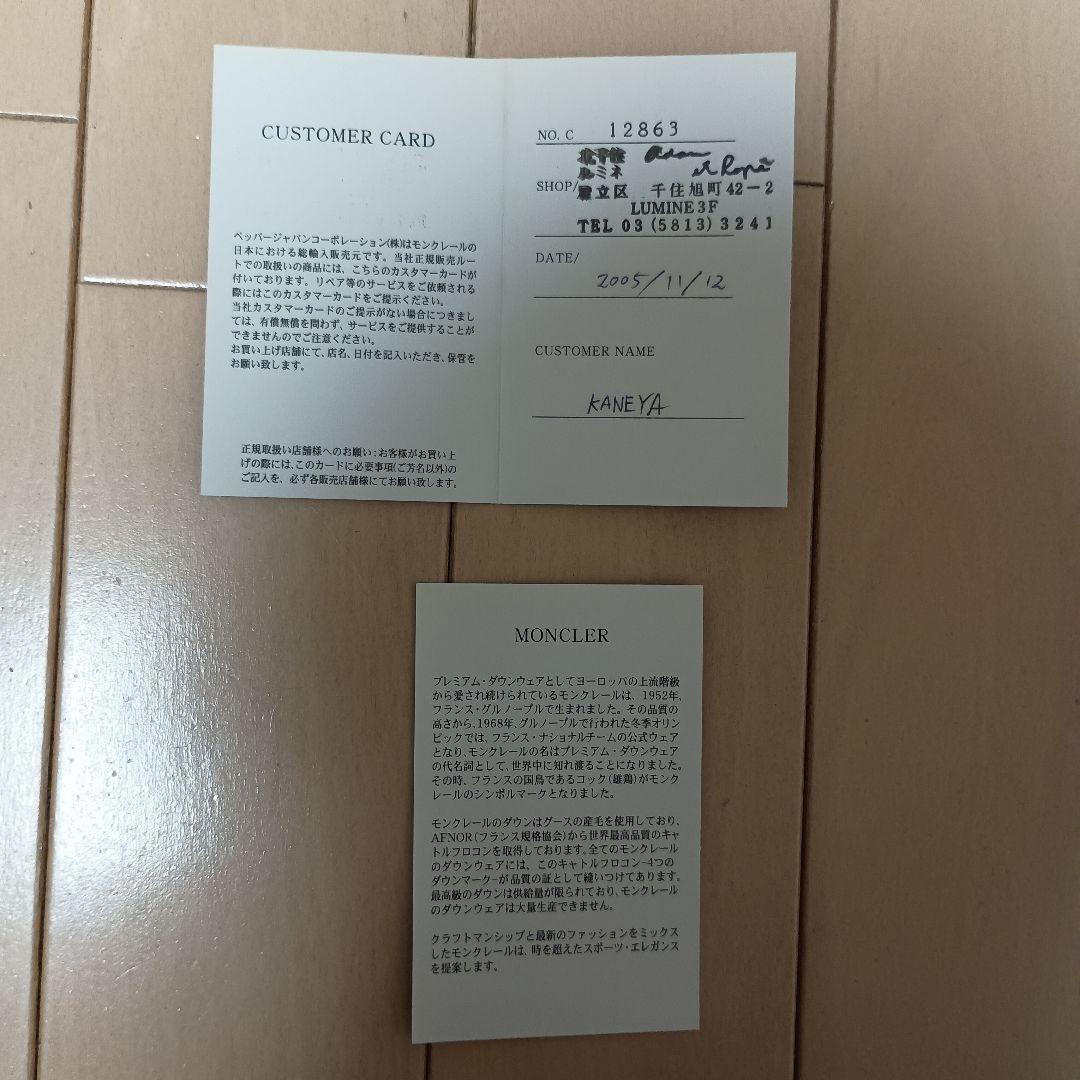 CUSTOMER CARD
ペッパージャパンコーポレーション(株)はモンクレールの
日本における総輸入販売元です。当社正規販売ルー
トでの取扱いの商品には、こちらのカスタマーカードが
付いております。リペア等のサービスをご依頼される
際にはこのカスタマーカードをご提示ください。
当社カスタマーカードのご提示がない場合につきまし
ては、有償無償を問わず、サービスをご提供することが
できませんのでご注意ください。
お買い上げ店舗にて、店名、日付を記入いただき、保管を
お願い致します。
正規取扱い店舗様へのお願い：お客様がお買い上
げの際には、このカードに必要事項(ご芳名以外)の
ご記入を、必ず各販売店舗様にてお願い致します。
NO. C 12863
北千住 Adam
ルミネ et Ropé
SHOP/ 足立区 千住旭町42-2
LUMINE3F
TEL 03(5813)3241
DATE/
2005/11/12
CUSTOMER NAME
KANEYA
MONCLER
プレミアム・ダウンウェアとしてヨーロッパの上流階級
から愛され続けられているモンクレールは、1952年、
フランス・グルノーブルで生まれました。その品質の
高さから、1968年、グルノーブルで行われた冬季オリン
ピックでは、フランス・ナショナルチームの公式ウェア
となり、モンクレールの名はプレミアム・ダウンウェア
の代名詞として、世界中に知れ渡ることになりました。
その時、フランスの国鳥であるコック(雄鶏)がモンク
レールのシンボルマークとなりました。
モンクレールのダウンはグースの産毛を使用しており、
AFNOR(フランス規格協会)から世界最高品質のキャ
トルフロコンを取得しております。全てのモンクレール
のダウンウェアには、このキャトルフロコン-4つの
ダウンマーク-が品質の証として縫いつけてあります。
最高級のダウンは供給量が限られており、モンクレール
のダウンウェアは大量生産できません。
クラフトマンシップと最新のファッションをミックス
したモンクレールは、時を超えたスポーツ・エレガンス
を提案します。